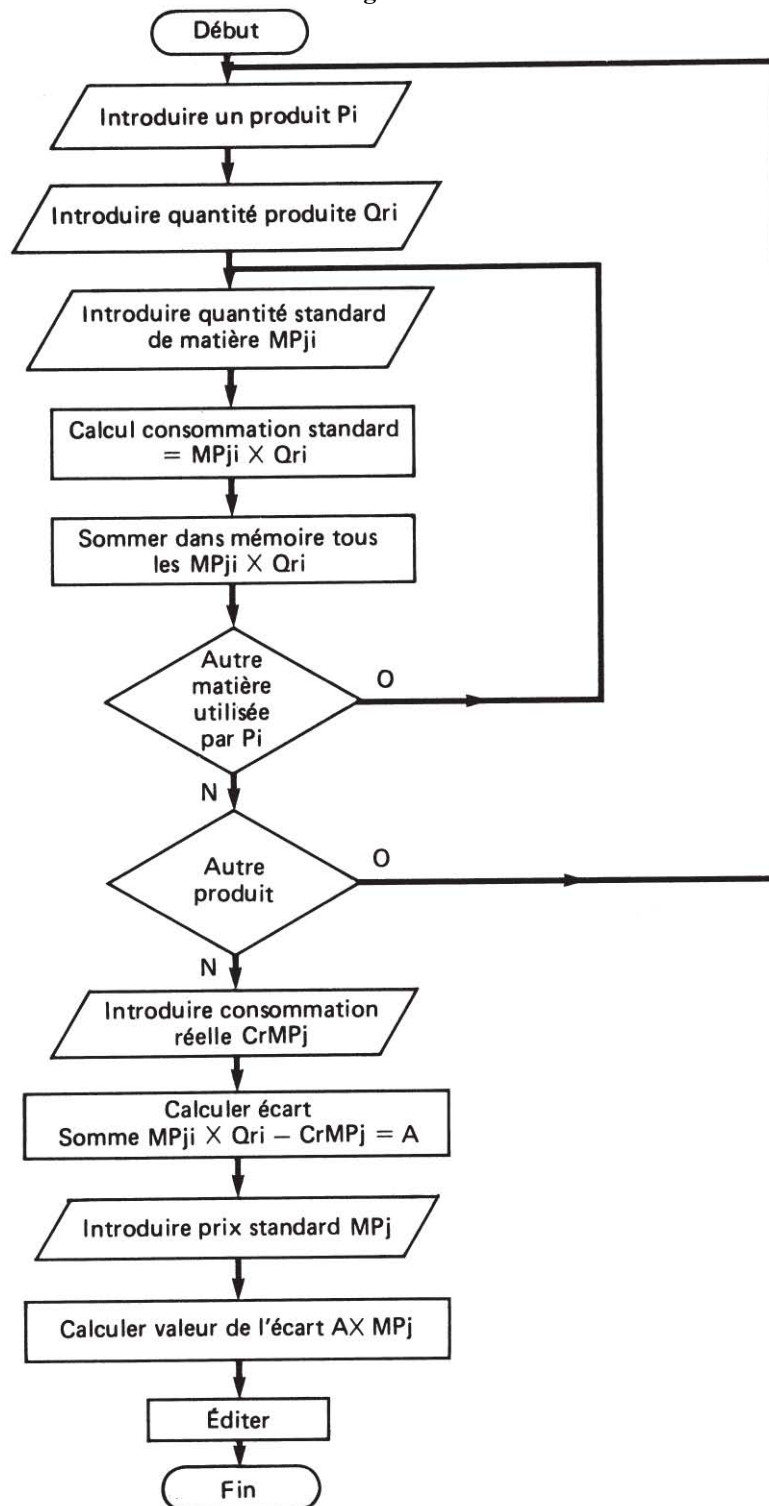 Début
Introduire un produit Pi
Introduire quantité produite Qri
Introduire quantité standard
de matière MPji
Calcul consommation standard
= MPji X Qri
Sommer dans mémoire tous
les MPji X Qri
Autre
matière
utilisée
par Pi
O
N
Autre
produit
O
N
Introduire consommation
réelle CrMPj
Calculer écart
Somme MPji X Qri – CrMPj = A
Introduire prix standard MPj
Calculer valeur de l'écart AX MPj
Éditer
Fin